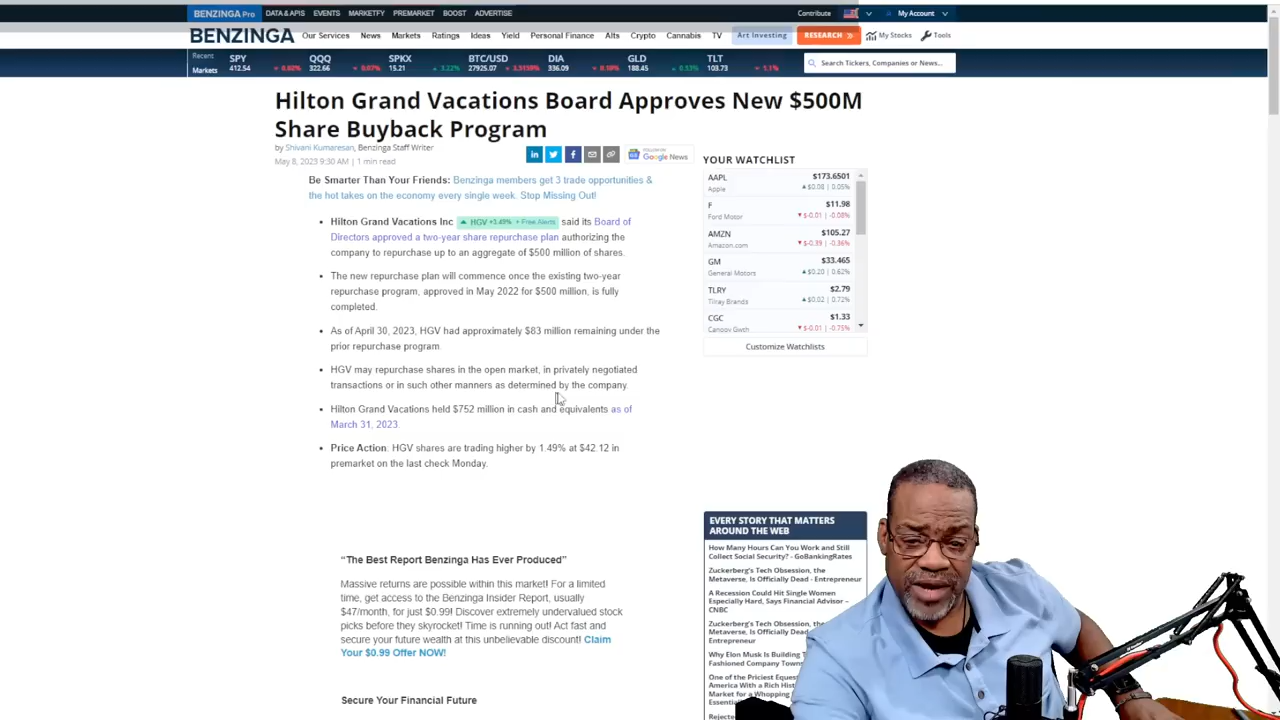 BENZINGA Pro DATA & APIS EVENTS MARKETFY PREMARKET BOOST ADVERTISE Contribute My Account
BENZINGA Our Services News Markets Ratings Ideas Yield Personal Finance Alts Crypto Cannabis TV Art Investing RESEARCH My Stocks Tools
Recent
Markets
SPY
412.54 0.02%
QQQ
322.66 0.07%
SPKX
15.21 3.22%
BTC/USD
27925.07
DIA
336.09
GLD
188.45
TLT
103.73 1.1%
Search Tickers, Companies or News...
Hilton Grand Vacations Board Approves New $500M
Share Buyback Program
by Shivani Kumaresan, Benzinga Staff Writer
May 8, 2023 9:30 AM | 1 min read
Google News
Be Smarter Than Your Friends: Benzinga members get 3 trade opportunities &
the hot takes on the economy every single week. Stop Missing Out!
Hilton Grand Vacations Inc HGV +3.49% + Free Alerts said its Board of
Directors approved a two-year share repurchase plan authorizing the
company to repurchase up to an aggregate of $500 million of shares.
The new repurchase plan will commence once the existing two-year
repurchase program, approved in May 2022 for $500 million, is fully
completed.
As of April 30, 2023, HGV had approximately $83 million remaining under the
prior repurchase program.
HGV may repurchase shares in the open market, in privately negotiated
transactions or in such other manners as determined by the company.
Hilton Grand Vacations held $752 million in cash and equivalents as of
March 31, 2023.
Price Action: HGV shares are trading higher by 1.49% at $42.12 in
premarket on the last check Monday.
"The Best Report Benzinga Has Ever Produced"
Massive returns are possible within this market! For a limited
time, get access to the Benzinga Insider Report, usually
$47/month, for just $0.99! Discover extremely undervalued stock
picks before they skyrocket! Time is running out! Act fast and
secure your future wealth at this unbelievable discount! Claim
Your $0.99 Offer NOW!
Secure Your Financial Future
YOUR WATCHLIST
AAPL $173.6501
Apple $0.08 | 0.05%
F $11.98
Ford Motor $-0.01 | -0.08%
AMZN $105.27
Amazon.com $-0.39 | -0.36%
GM $33.465
General Motors $0.20 | 0.62%
TLRY $2.79
Tilray Brands $0.02 | 0.72%
CGC $1.33
Canopy Gwth $-0.01 | -0.75%
Customize Watchlists
EVERY STORY THAT MATTERS
AROUND THE WEB
How Many Hours Can You Work and Still
Collect Social Security? - GoBankingRates
Zuckerberg's Tech Obsession, the
Metaverse, Is Officially Dead - Entrepreneur
A Recession Could Hit Single Women
Especially Hard, Says Financial Advisor –
CNBC
Zuckerberg's Tech Obsession, the
Metaverse, Is Officially Dead
Entrepreneur
Why Elon Musk Is Building
Fashioned Company Towns
One of the Priciest
America With a Rich
Market for a Whopping
Rejected